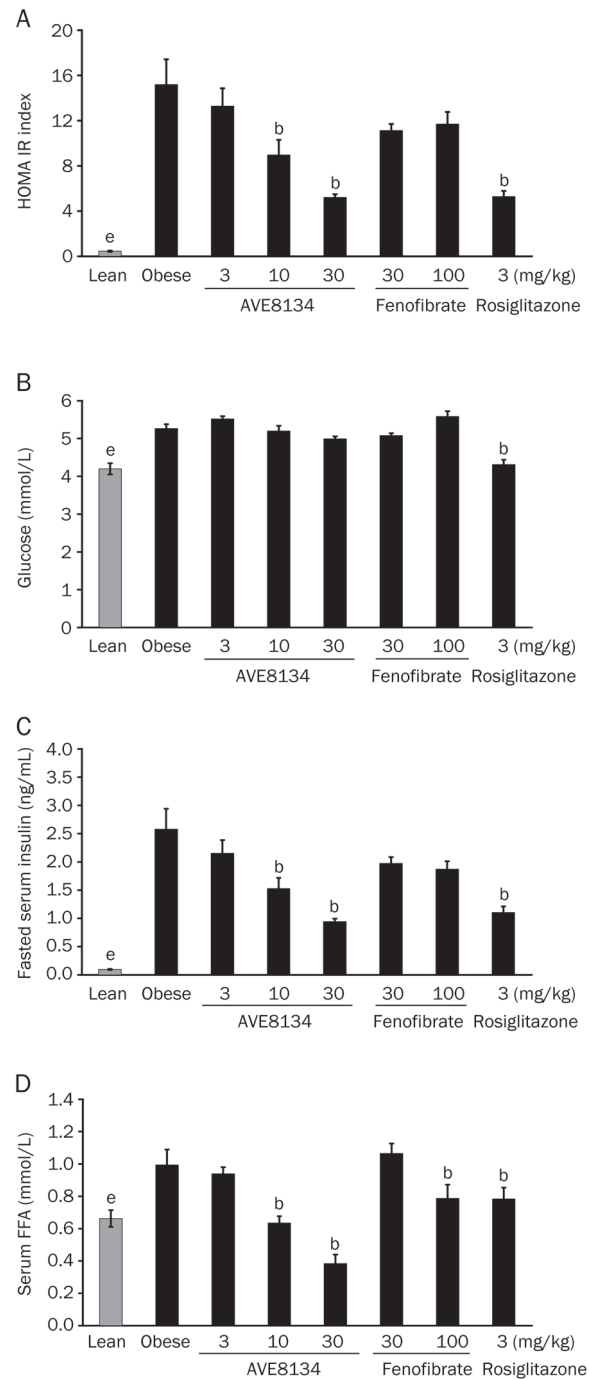 A
HOMA IR index
20
16
12
8
4
0
e
b
b
b
Lean Obese 3 10 30 30 100 3 (mg/kg)
AVE8134 Fenofibrate Rosiglitazone
B
Glucose (mmol/L)
6
5
4
3
2
1
0
e
b
Lean Obese 3 10 30 30 100 3 (mg/kg)
AVE8134 Fenofibrate Rosiglitazone
C
Fasted serum insulin (ng/mL)
4.0
3.5
3.0
2.5
2.0
1.5
1.0
0.5
0.0
e
b
b
b
Lean Obese 3 10 30 30 100 3 (mg/kg)
AVE8134 Fenofibrate Rosiglitazone
D
Serum FFA (mmol/L)
1.4
1.2
1.0
0.8
0.6
0.4
0.2
0.0
e
b
b
b
b
Lean Obese 3 10 30 30 100 3 (mg/kg)
AVE8134 Fenofibrate Rosiglitazone